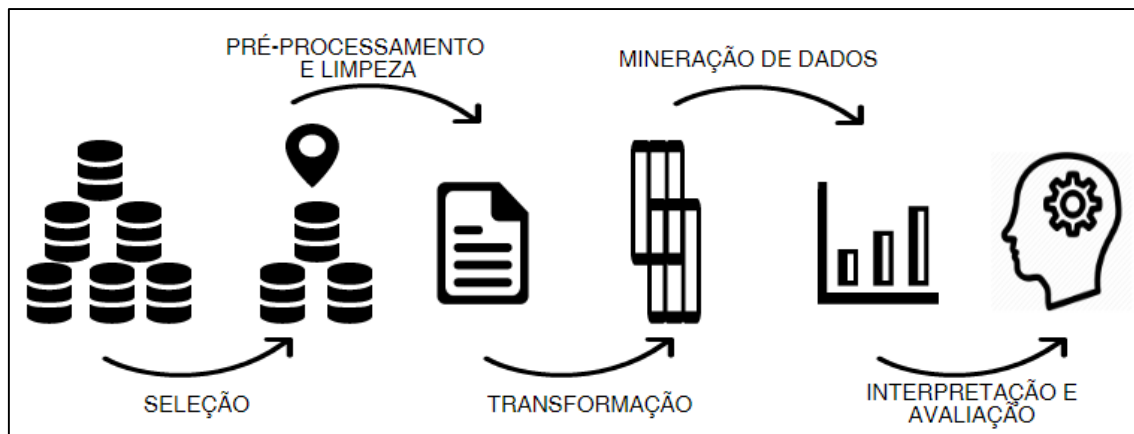 PRÉ-PROCESSAMENTO
E LIMPEZA
MINERAÇÃO DE DADOS
SELEÇÃO
TRANSFORMAÇÃO
INTERPRETAÇÃO E
AVALIAÇÃO